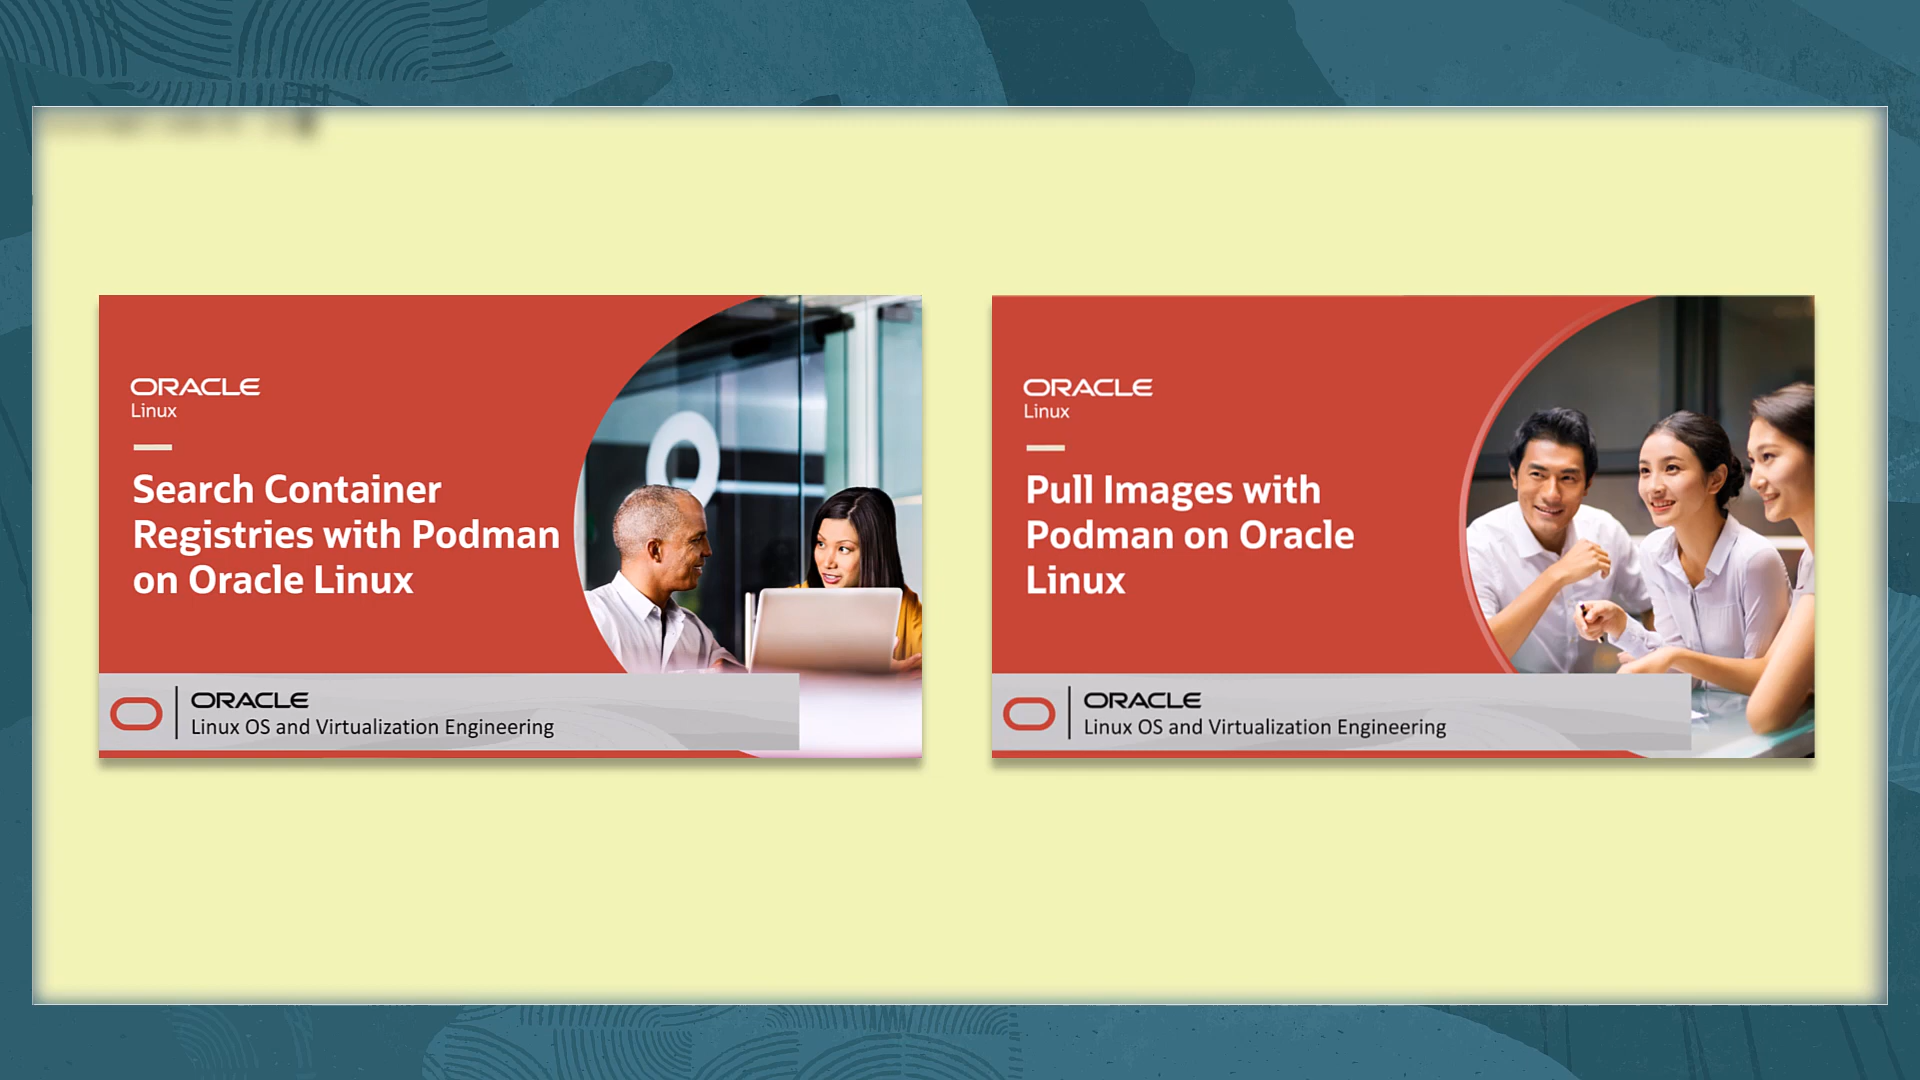 ORACLE
Linux
Search Container
Registries with Podman
on Oracle Linux
ORACLE
Linux OS and Virtualization Engineering
ORACLE
Linux
Pull Images with
Podman on Oracle
Linux
ORACLE
Linux OS and Virtualization Engineering